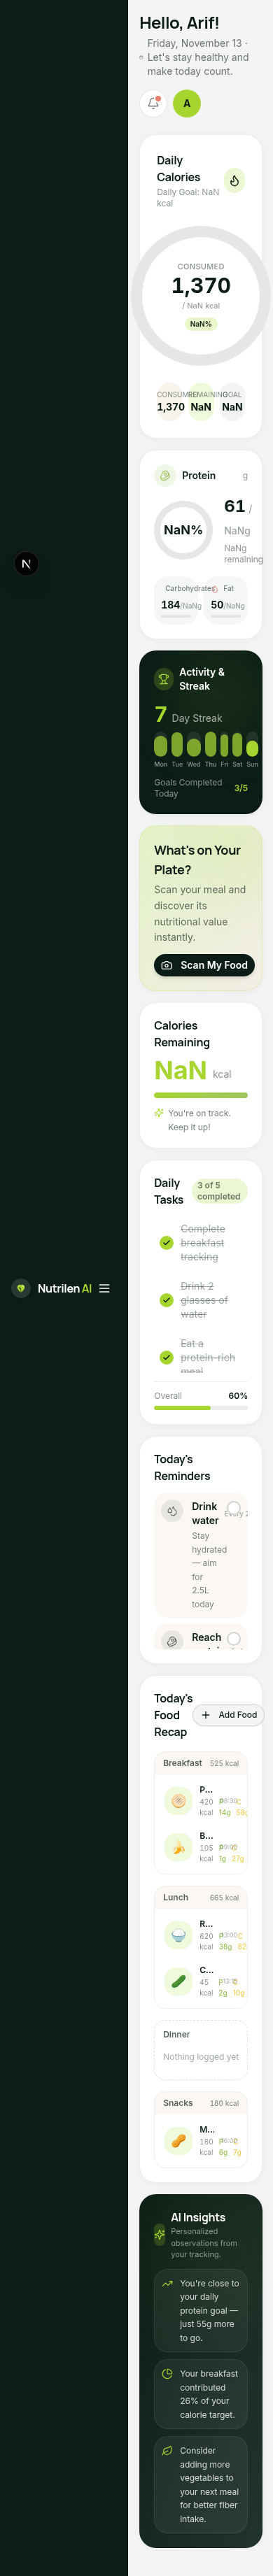 Hello, Arif!
Friday, November 13 ·
Let's stay healthy and
make today count.
A
Daily
Calories
Daily Goal: NaN
kcal
CONSUMED
1,370
/ NaN kcal
NaN%
CONSUMED REMAINING GOAL
1,370 NaN NaN
Protein g
NaN%
61 /
NaNg
NaNg
remaining
Carbohydrates Fat
184/NaNg 50/NaNg
Activity &
Streak
7 Day Streak
Mon Tue Wed Thu Fri Sat Sun
Goals Completed
Today 3/5
What's on Your
Plate?
Scan your meal and
discover its
nutritional value
instantly.
Scan My Food
Calories
Remaining
NaN kcal
You're on track.
Keep it up!
Daily
Tasks
3 of 5
completed
Complete
breakfast
tracking
Drink 2
glasses of
water
Eat a
protein-rich
meal
Overall 60%
N
Nutrilen AI
Today's
Reminders
Drink
water
Every 2
Stay
hydrated
— aim
for
2.5L
today
Reach
Today's
Food
Recap
Add Food
Breakfast 525 kcal
P...
420
kcal
P
14g
C
58g
B...
105
kcal
P
1g
C
27g
Lunch 665 kcal
R...
620
kcal
13:00
P
38g
C
C...
45
kcal
P
2g
C
10g
Dinner
Nothing logged yet
Snacks 180 kcal
M...
180
kcal
P
6g
C
7g
AI Insights
Personalized
observations from
your tracking.
You're close to
your daily
protein goal —
just 55g more
to go.
Your breakfast
contributed
26% of your
calorie target.
Consider
adding more
vegetables to
your next meal
for better fiber
intake.